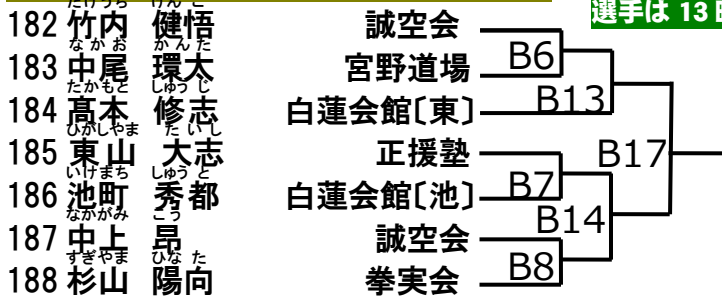 選手は 13
たけうち けんご
182 竹内 健悟 誠空会
なかお かんた
183 中尾 環太 宮野道場
たかもと しゅうじ
184 髙本 修志 白蓮会館〔東〕
ひがしやま たいし
185 東山 大志 正援塾
いけまち しゅうと
186 池町 秀都 白蓮会館〔池〕
なかがみ こう
187 中上 昂 誠空会
すぎやま ひなた
188 杉山 陽向 拳実会
B6
B13
B17
B7
B14
B8